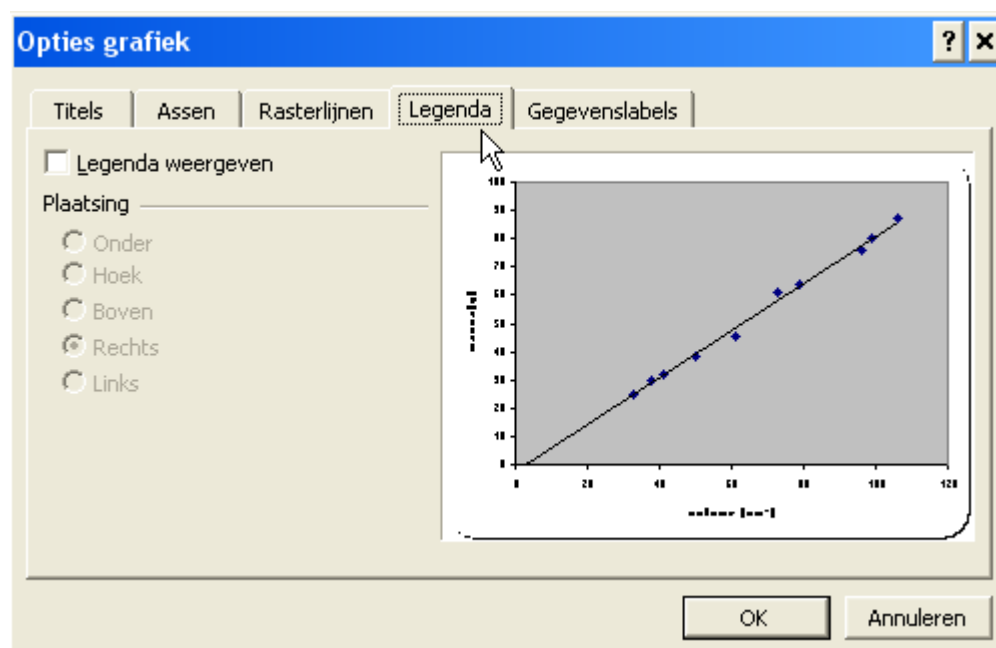 Opties grafiek
Titels Assen Rasterlijnen Legenda Gegevenslabels
Legenda weergeven
Plaatsing
Onder
Hoek
Boven
Rechts
Links
100
90
80
70
60
50
40
30
20
10
0
0 20 40 60 80 100 120
OK Annuleren